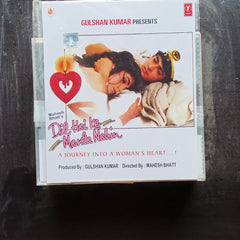 GULSHAN KUMAR PRESENTS
Mahesh
Bhatt's
Dil Hai ke
Manta Nahin
A JOURNEY INTO A WOMAN'S HEART....!
Produced By : GULSHAN KUMAR Directed By : MAHESH BHATT